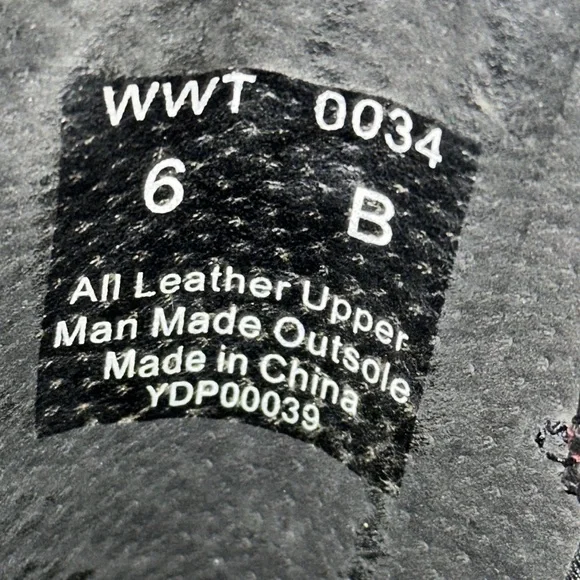 WWT 0034
6 B
All Leather Upper
Man Made Outsole
Made in China
YDP00039